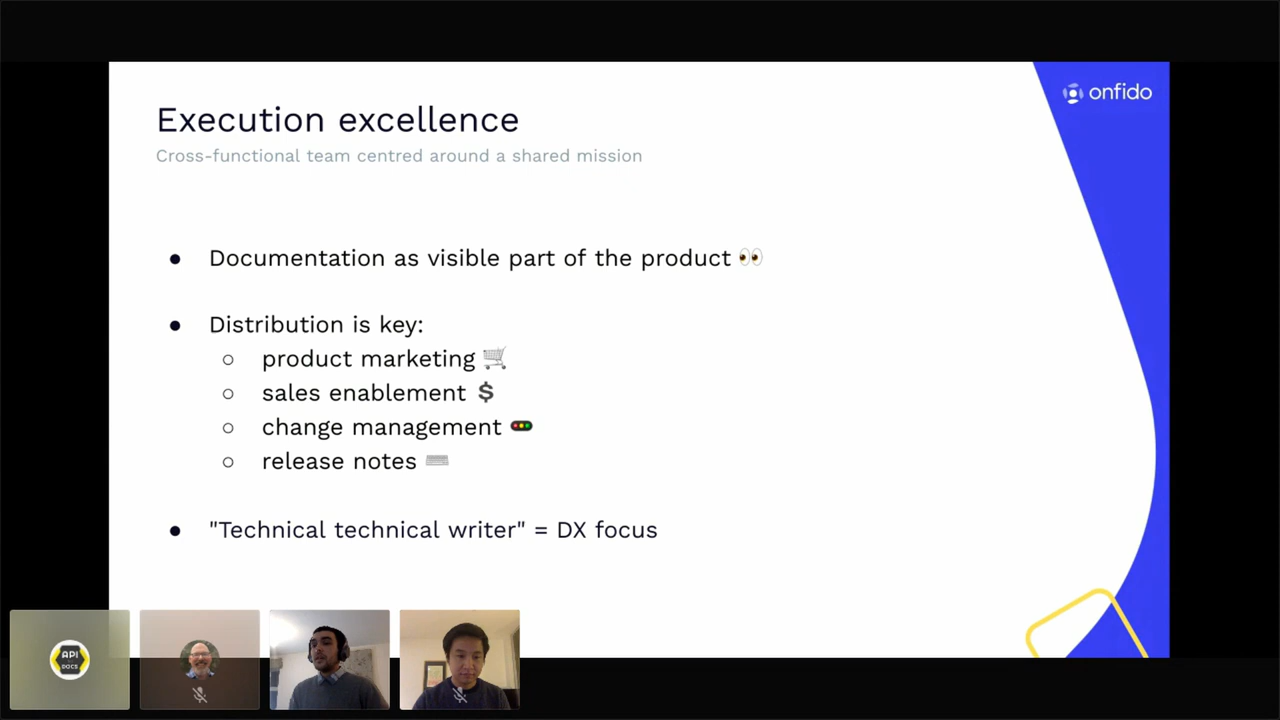 onfido
Execution excellence
Cross-functional team centred around a shared mission
● Documentation as visible part of the product 👀
● Distribution is key:
○ product marketing 🛒
○ sales enablement 💲
○ change management 🚥
○ release notes ⌨️
● "Technical technical writer" = DX focus
API
DOCS